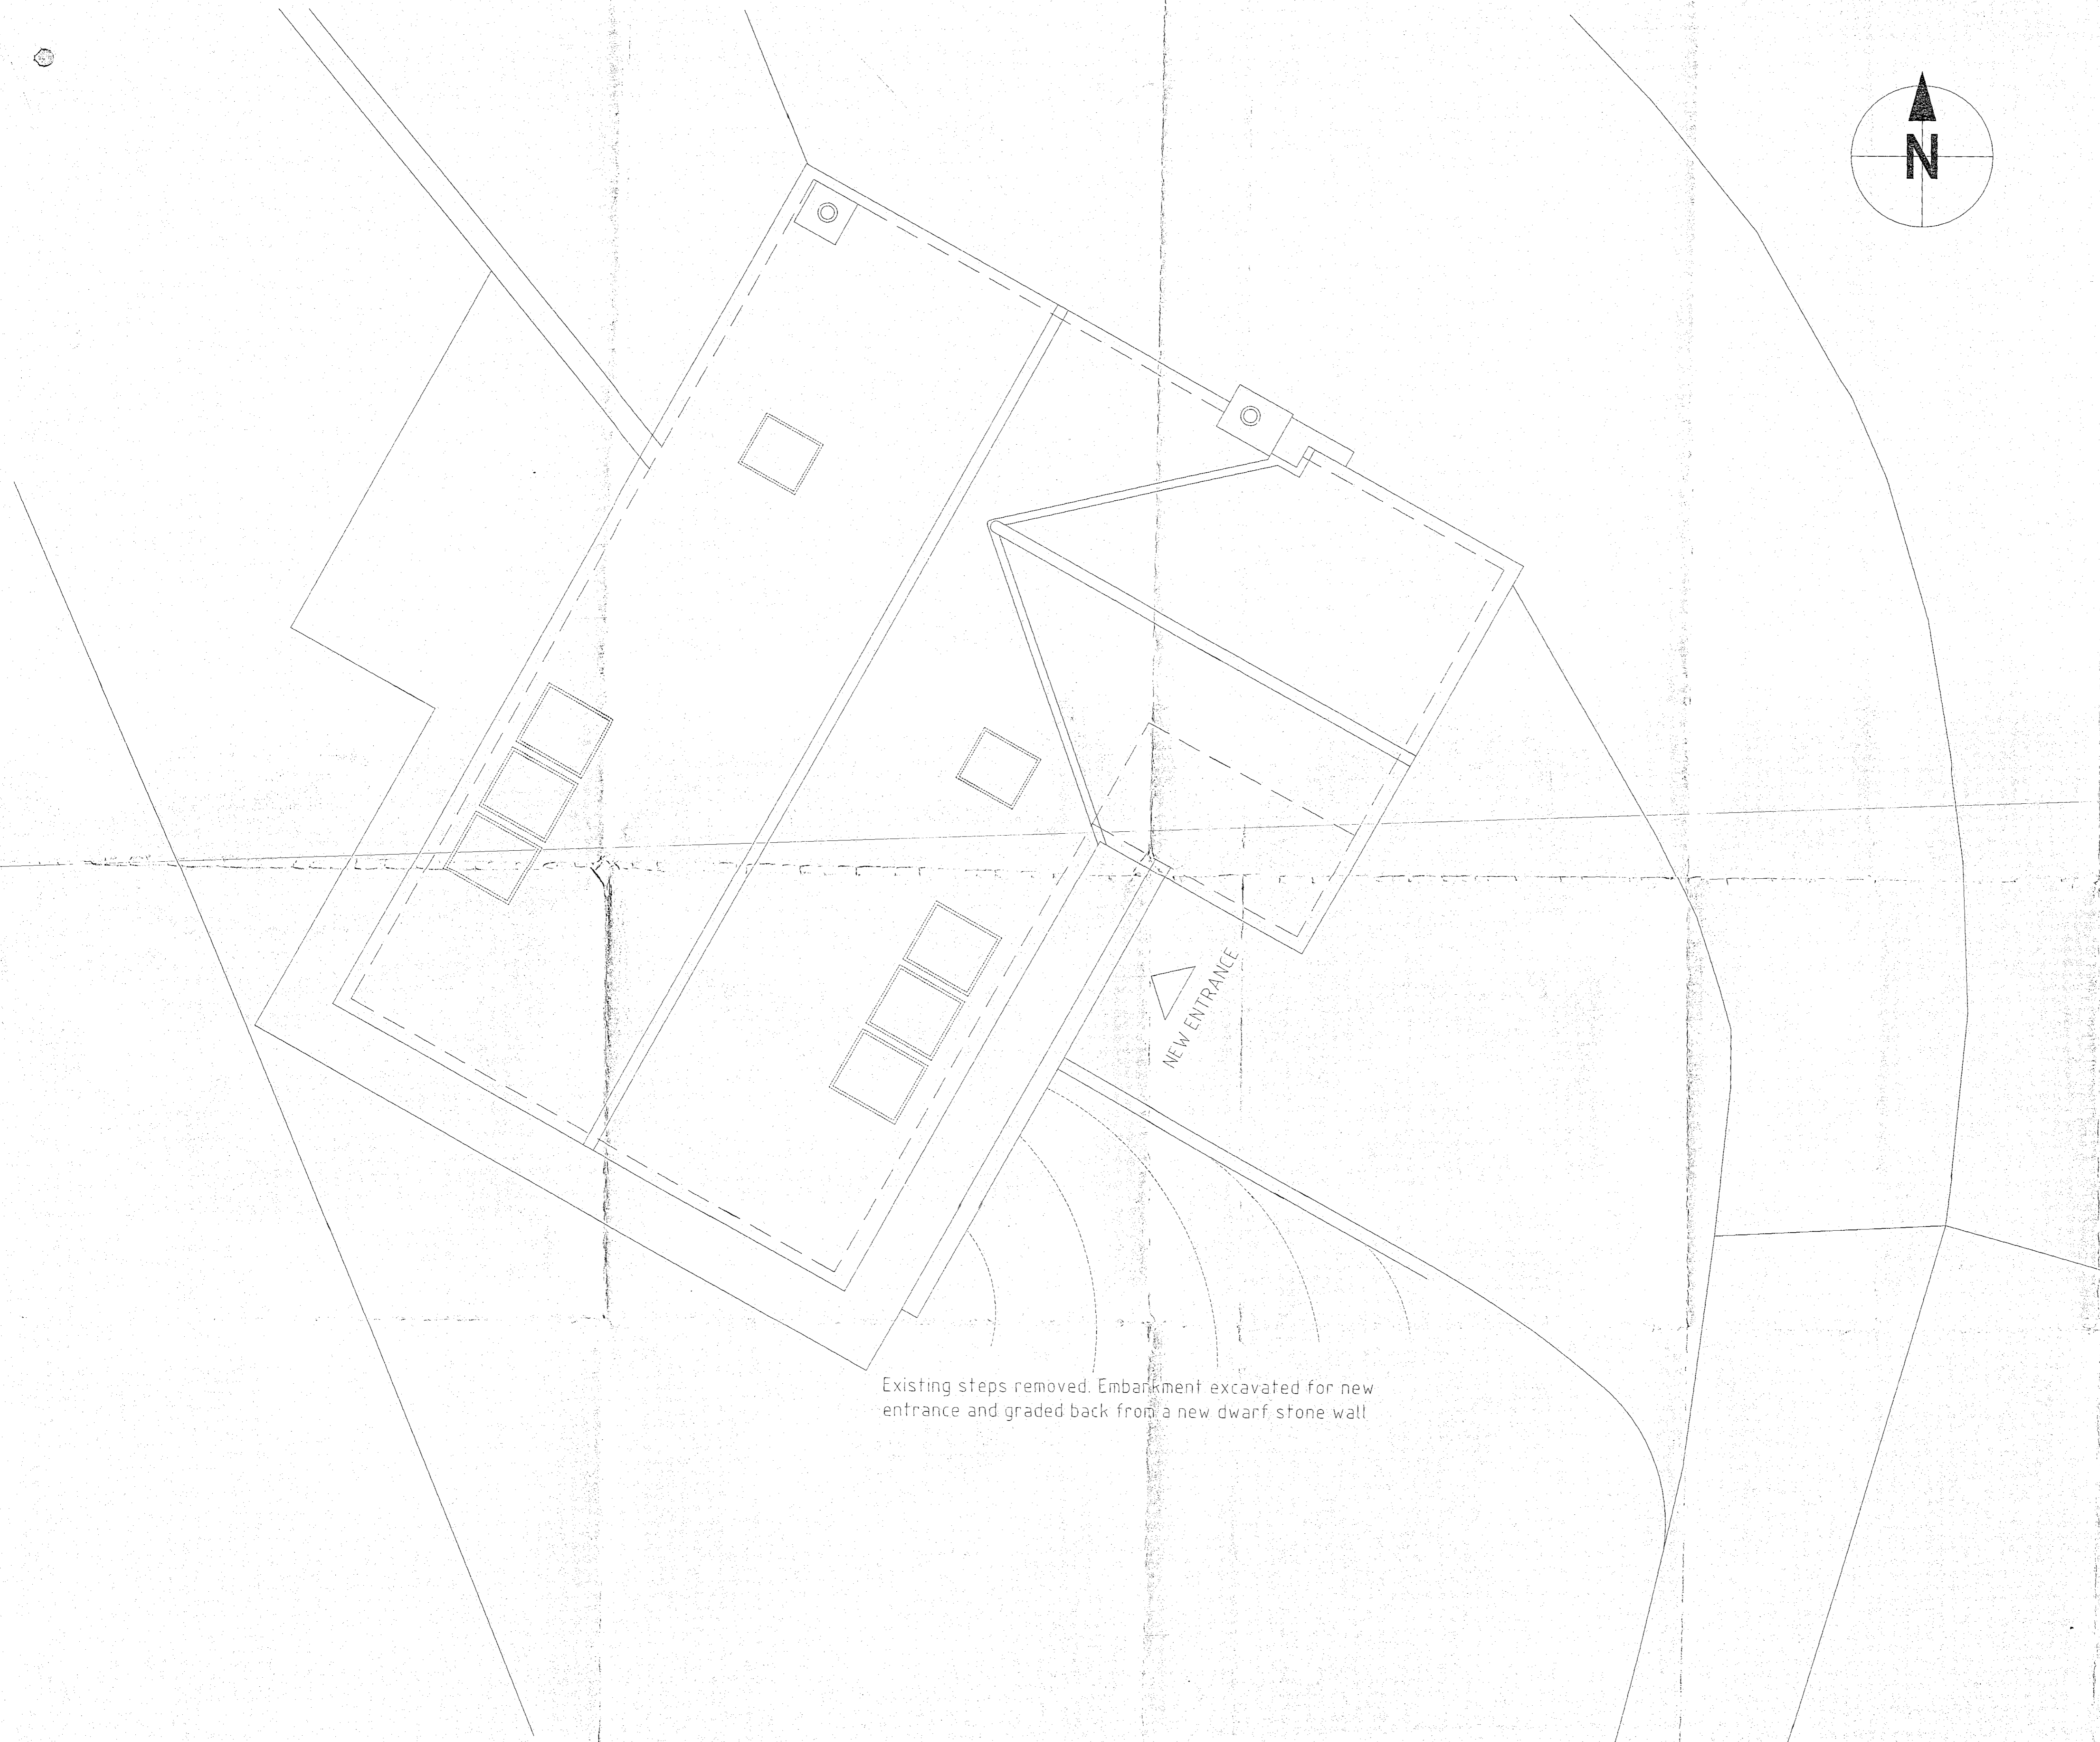 N
NEW ENTRANCE
Existing steps removed. Embankment excavated for new
entrance and graded back from a new dwarf stone wall